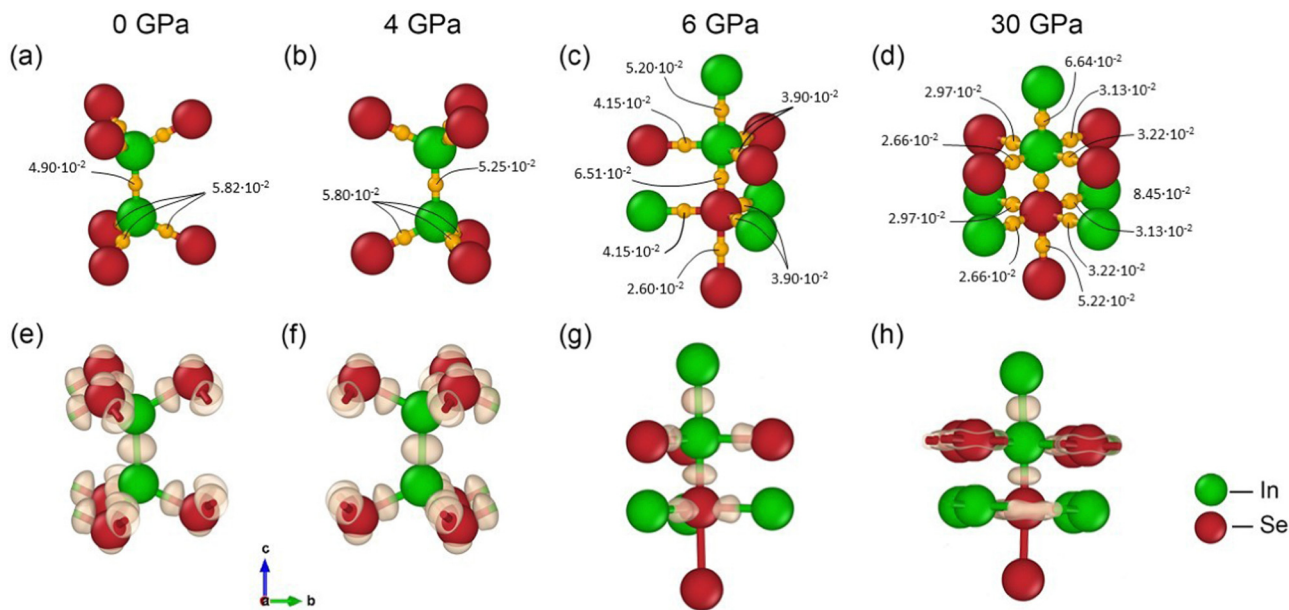 0 GPa
4 GPa
6 GPa
30 GPa
(a)
4.90·10⁻²
5.82·10⁻²
(b)
5.25·10⁻²
5.80·10⁻²
(c)
5.20·10⁻²
4.15·10⁻²
3.90·10⁻²
6.51·10⁻²
4.15·10⁻²
2.60·10⁻²
3.90·10⁻²
(d)
6.64·10⁻²
2.97·10⁻²
3.13·10⁻²
2.66·10⁻²
3.22·10⁻²
8.45·10⁻²
2.97·10⁻²
3.13·10⁻²
2.66·10⁻²
3.22·10⁻²
5.22·10⁻²
(e)
(f)
(g)
(h)
In
Se
c
a
b